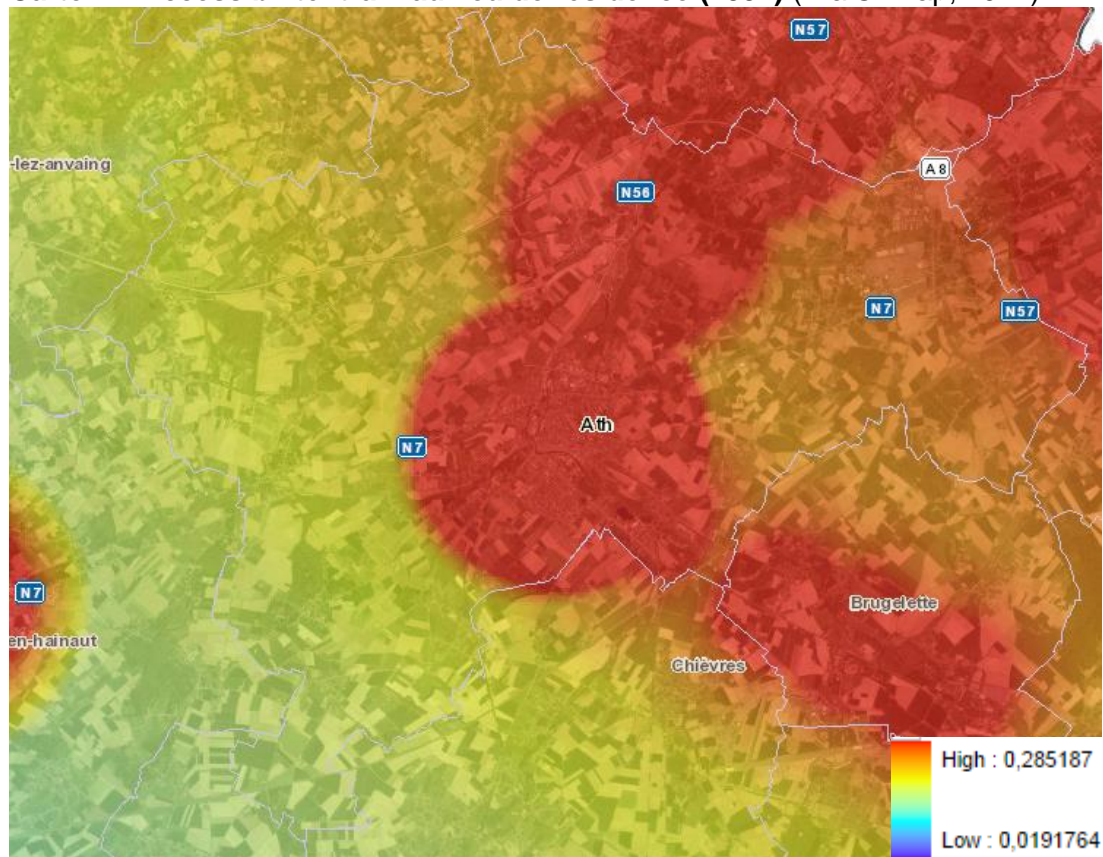 N57
-lez-anvaing
A8
N56
N7
N57
Ath
N7
N7
Brugelette
en-hainaut
Chièvres
High : 0,285187
Low : 0,0191764